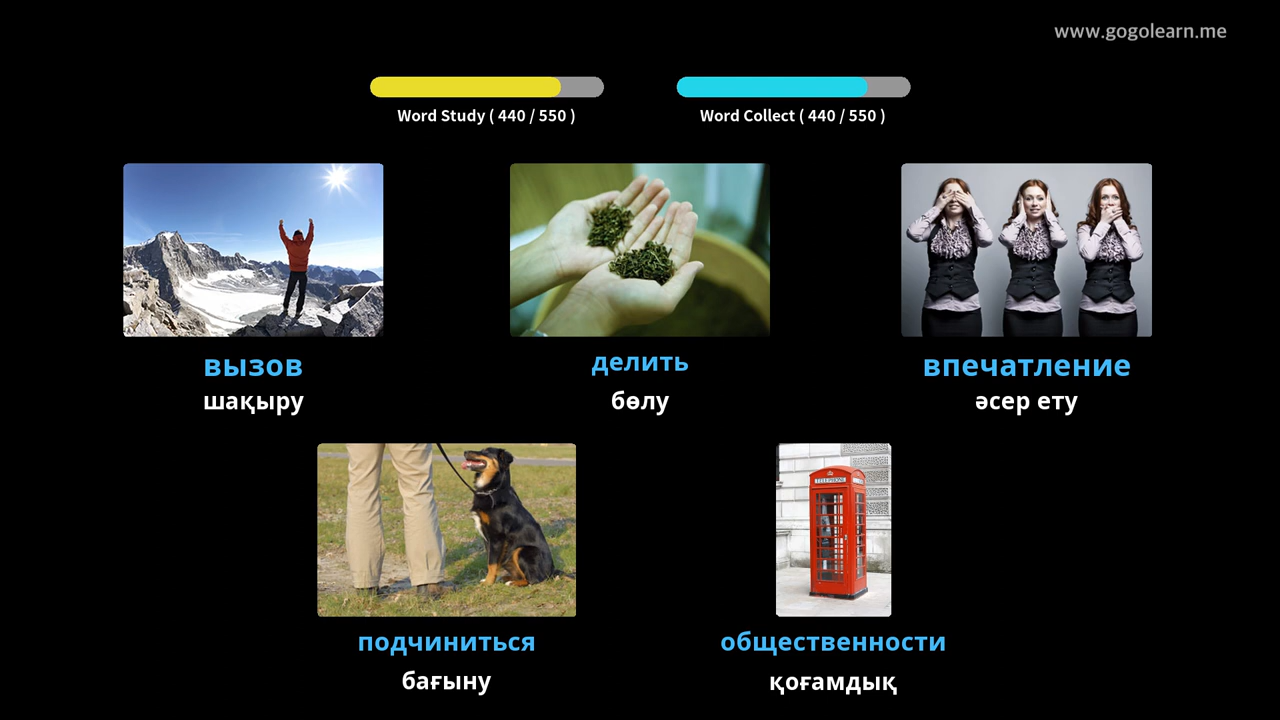 www.gogolearn.me
Word Study ( 440 / 550 )
Word Collect ( 440 / 550 )
вызов
шақыру
делить
бөлу
впечатление
әсер ету
TELEPHONE
подчиниться
бағыну
общественности
қоғамдық